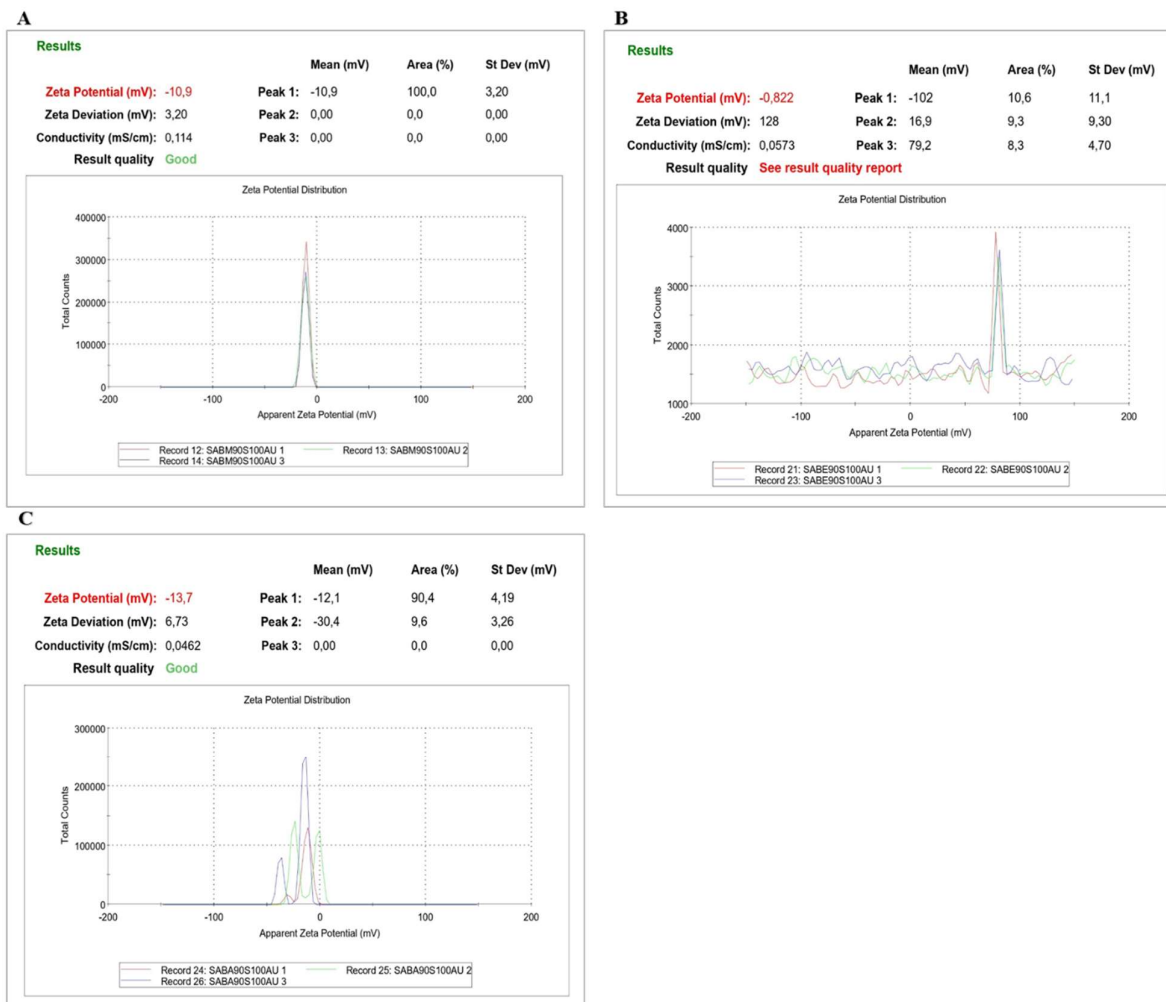 A
Results
Mean (mV) Area (%) St Dev (mV)
Zeta Potential (mV): -10,9 Peak 1: -10,9 100,0 3,20
Zeta Deviation (mV): 3,20 Peak 2: 0,00 0,0 0,00
Conductivity (mS/cm): 0,114 Peak 3: 0,00 0,0 0,00
Result quality Good
Zeta Potential Distribution
400000
300000
200000
100000
0
Total Counts
-200 -100 0 100 200
Apparent Zeta Potential (mV)
Record 12: SABM90S100AU 1 Record 13: SABM90S100AU 2
Record 14: SABM90S100AU 3
B
Results
Mean (mV) Area (%) St Dev (mV)
Zeta Potential (mV): -0,822 Peak 1: -102 10,6 11,1
Zeta Deviation (mV): 128 Peak 2: 16,9 9,3 9,30
Conductivity (mS/cm): 0,0573 Peak 3: 79,2 8,3 4,70
Result quality See result quality report
Zeta Potential Distribution
4000
3000
2000
1000
Total Counts
-200 -100 0 100 200
Apparent Zeta Potential (mV)
Record 21: SABE90S100AU 1 Record 22: SABE90S100AU 2
Record 23: SABE90S100AU 3
C
Results
Mean (mV) Area (%) St Dev (mV)
Zeta Potential (mV): -13,7 Peak 1: -12,1 90,4 4,19
Zeta Deviation (mV): 6,73 Peak 2: -30,4 9,6 3,26
Conductivity (mS/cm): 0,0462 Peak 3: 0,00 0,0 0,00
Result quality Good
Zeta Potential Distribution
300000
200000
100000
0
Total Counts
-200 -100 0 100 200
Apparent Zeta Potential (mV)
Record 24: SABA90S100AU 1 Record 25: SABA90S100AU 2
Record 26: SABA90S100AU 3